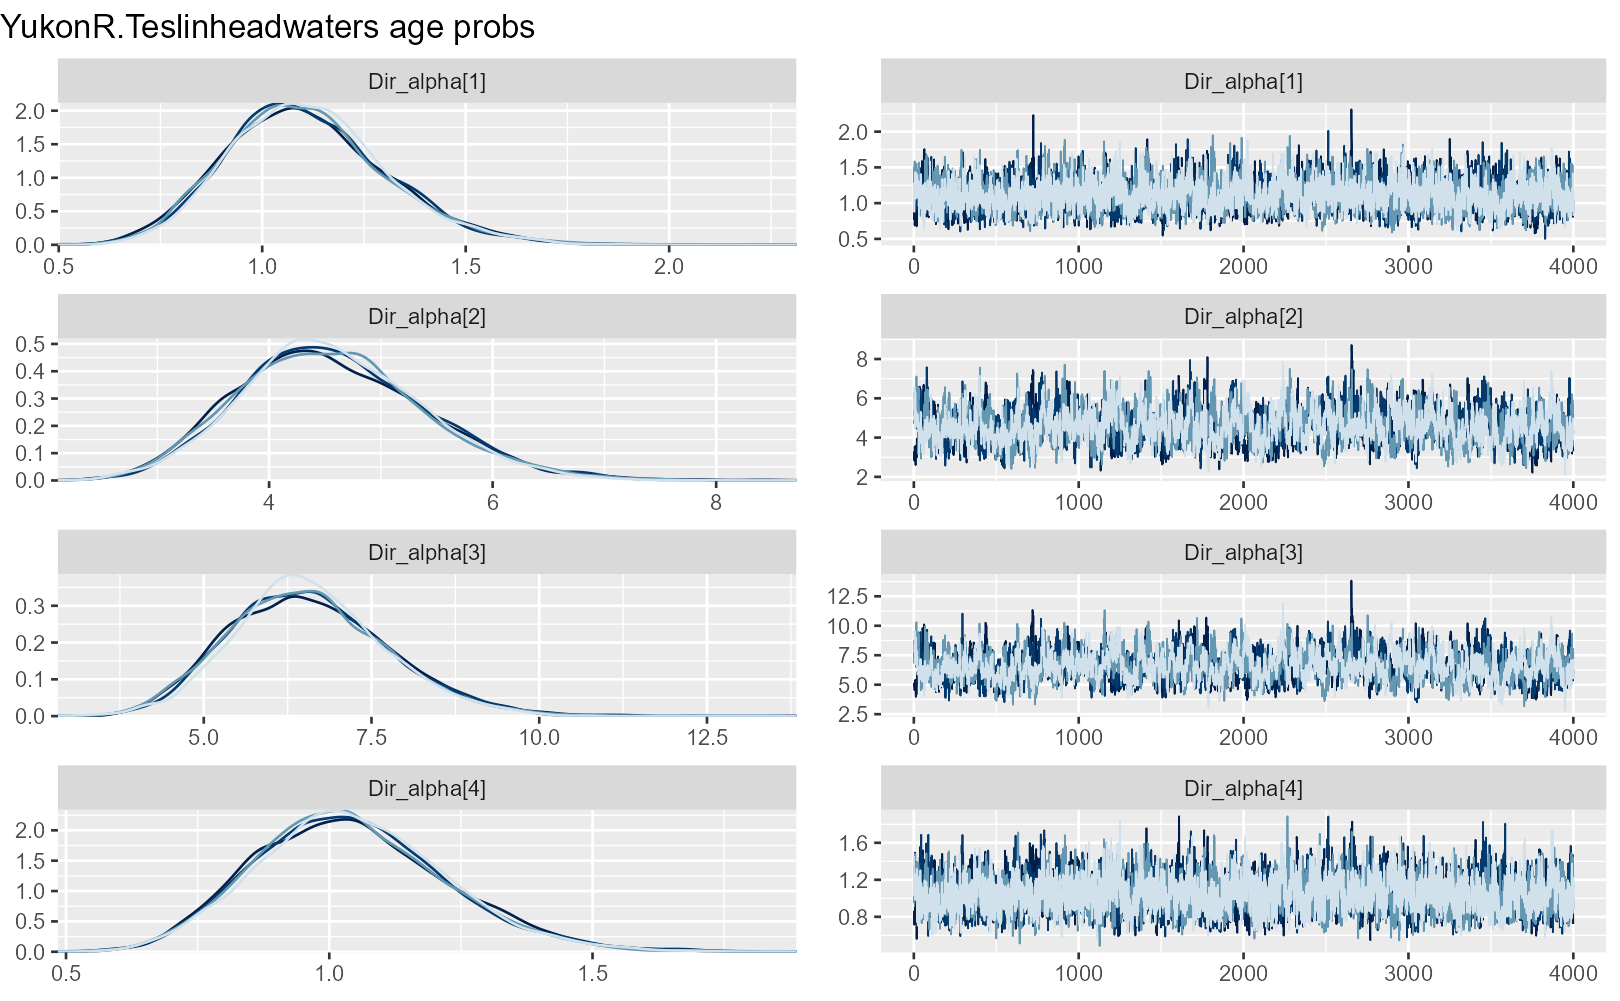 YukonR.Teslinheadwaters age probs
Dir_alpha[1]
2.0
1.5
1.0
0.5
0.0
0.5 1.0 1.5 2.0
Dir_alpha[1]
2.0
1.5
1.0
0.5
0 1000 2000 3000 4000
Dir_alpha[2]
0.5
0.4
0.3
0.2
0.1
0.0
4 6 8
Dir_alpha[2]
8
6
4
2
0 1000 2000 3000 4000
Dir_alpha[3]
0.3
0.2
0.1
0.0
5.0 7.5 10.0 12.5
Dir_alpha[3]
12.5
10.0
7.5
5.0
2.5
0 1000 2000 3000 4000
Dir_alpha[4]
2.0
1.5
1.0
0.5
0.0
0.5 1.0 1.5
Dir_alpha[4]
1.6
1.2
0.8
0 1000 2000 3000 4000